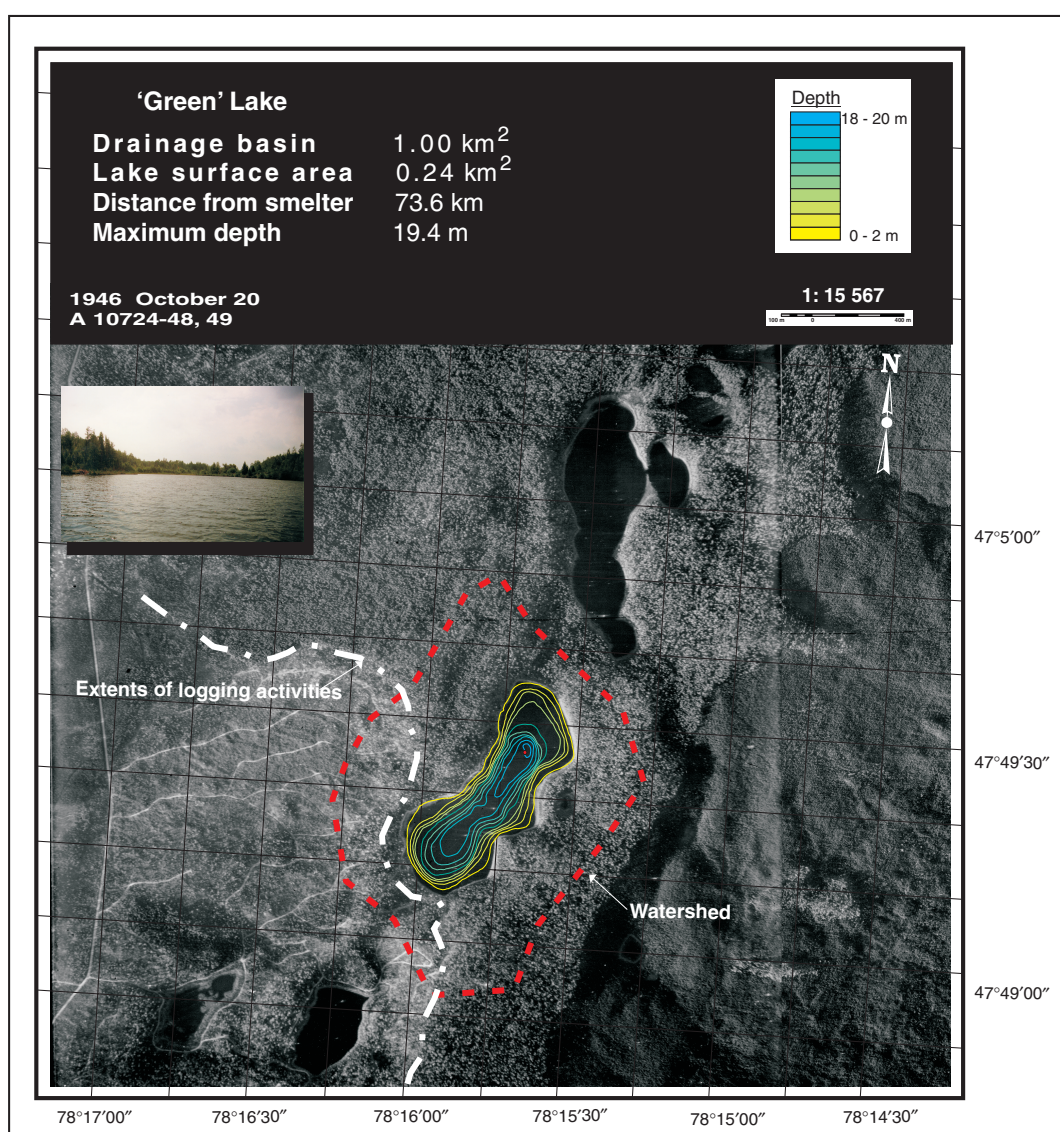 ‘Green’ Lake
Drainage basin 1.00 km²
Lake surface area 0.24 km²
Distance from smelter 73.6 km
Maximum depth 19.4 m
1946 October 20
A 10724-48, 49
Depth
18 - 20 m
0 - 2 m
1: 15 567
100 m 0 400 m
N
47°5′00″
Extents of logging activities
47°49′30″
Watershed
47°49′00″
78°17′00″ 78°16′30″ 78°16′00″ 78°15′30″ 78°15′00″ 78°14′30″